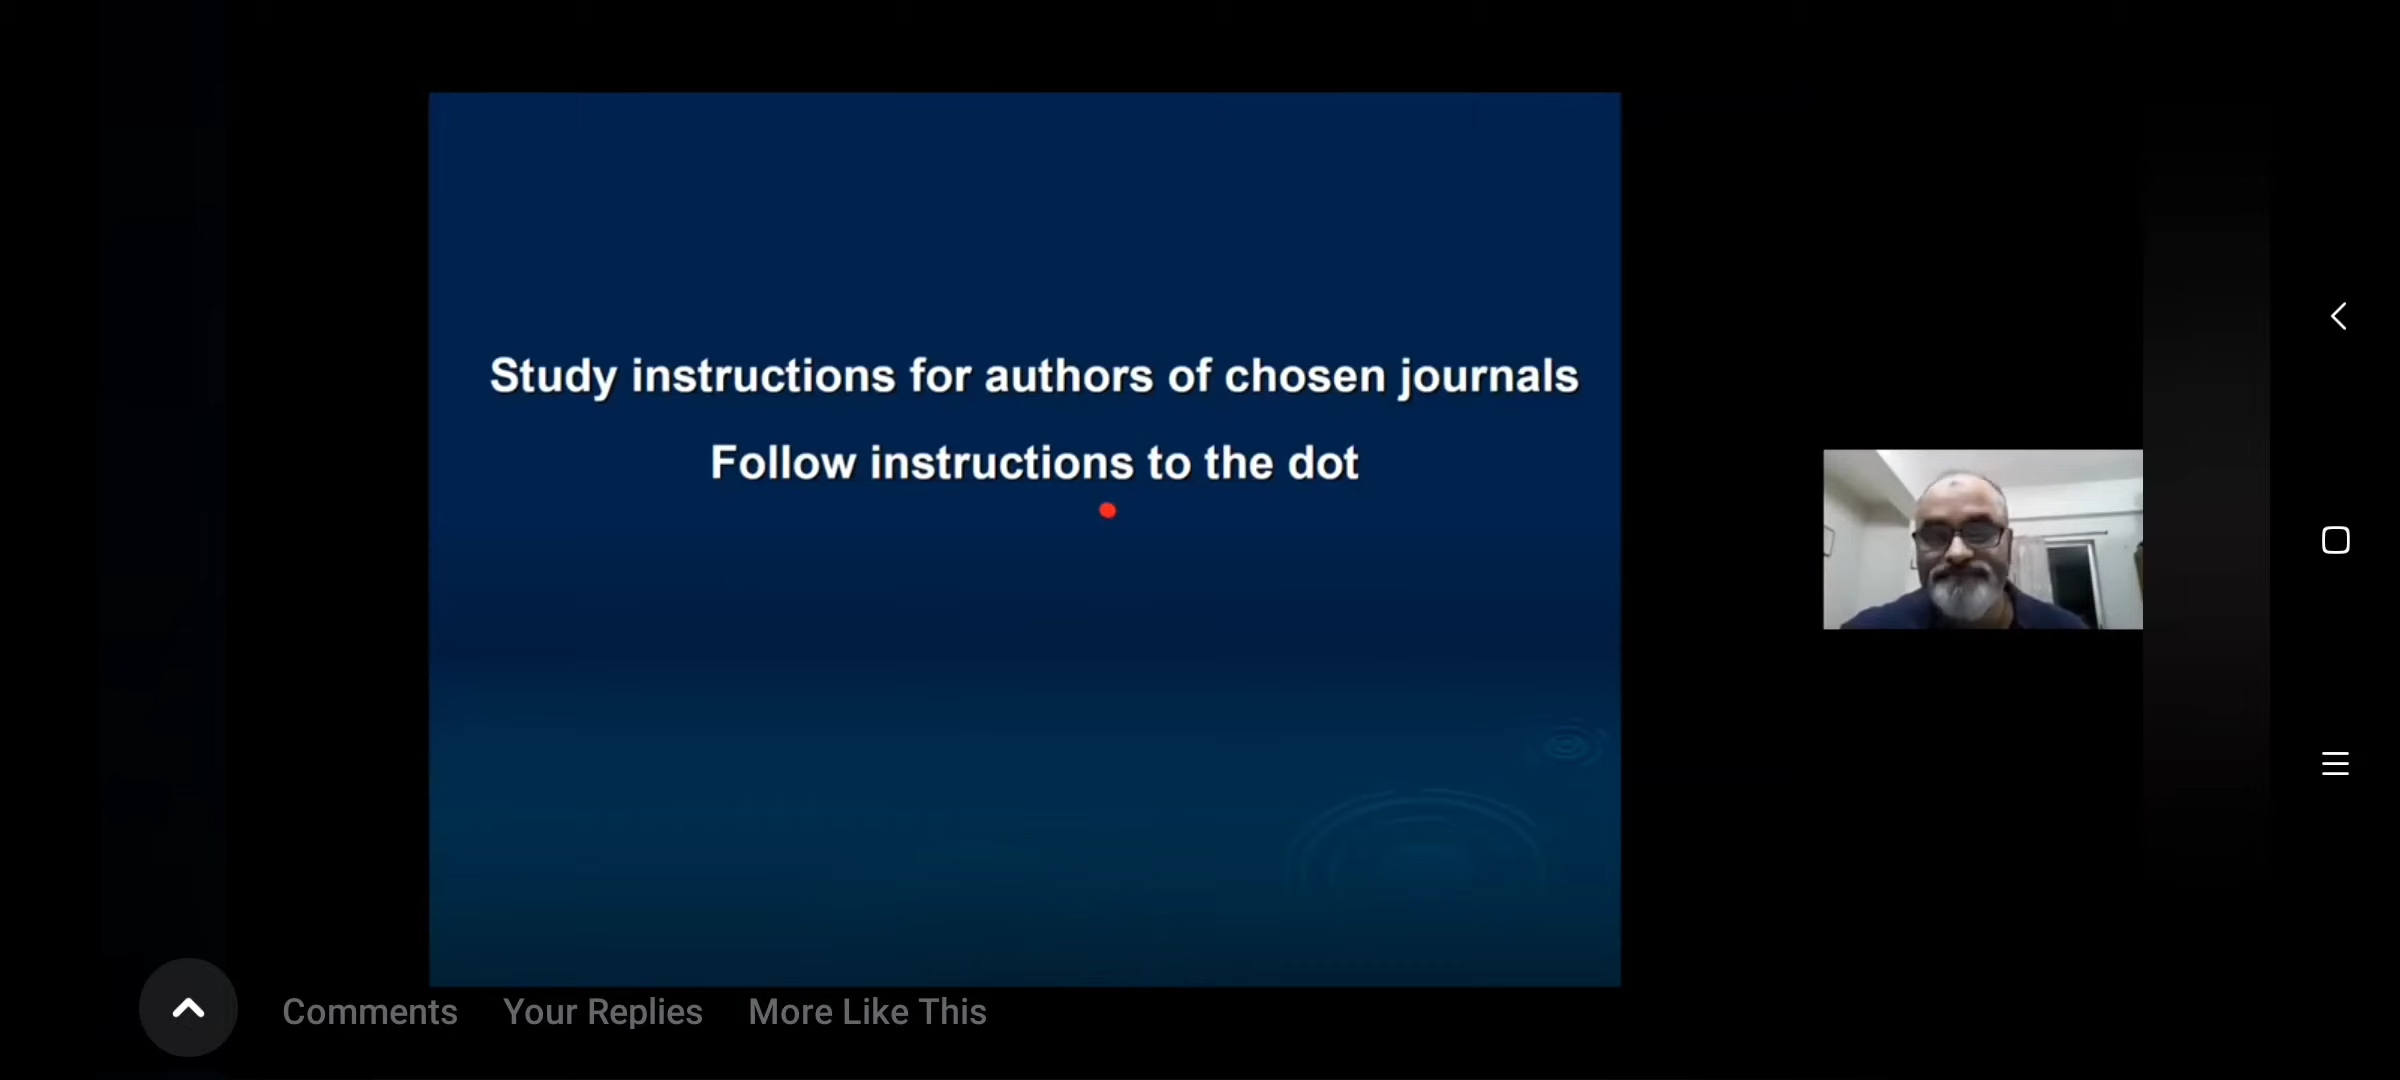 Study instructions for authors of chosen journals
Follow instructions to the dot
Comments Your Replies More Like This